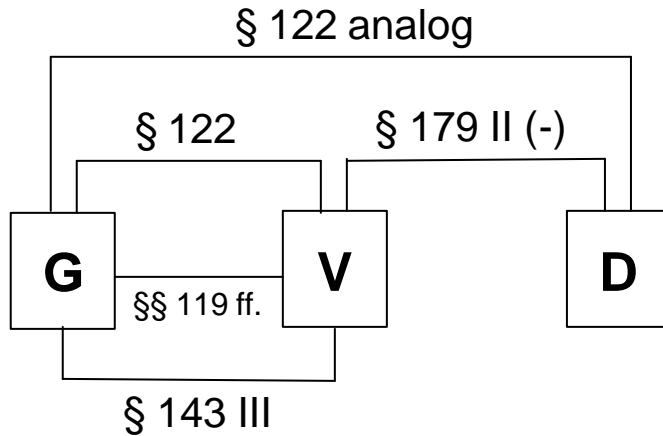 § 122 analog
§ 122
§ 179 II (-)
G
V
D
§§ 119 ff.
§ 143 III